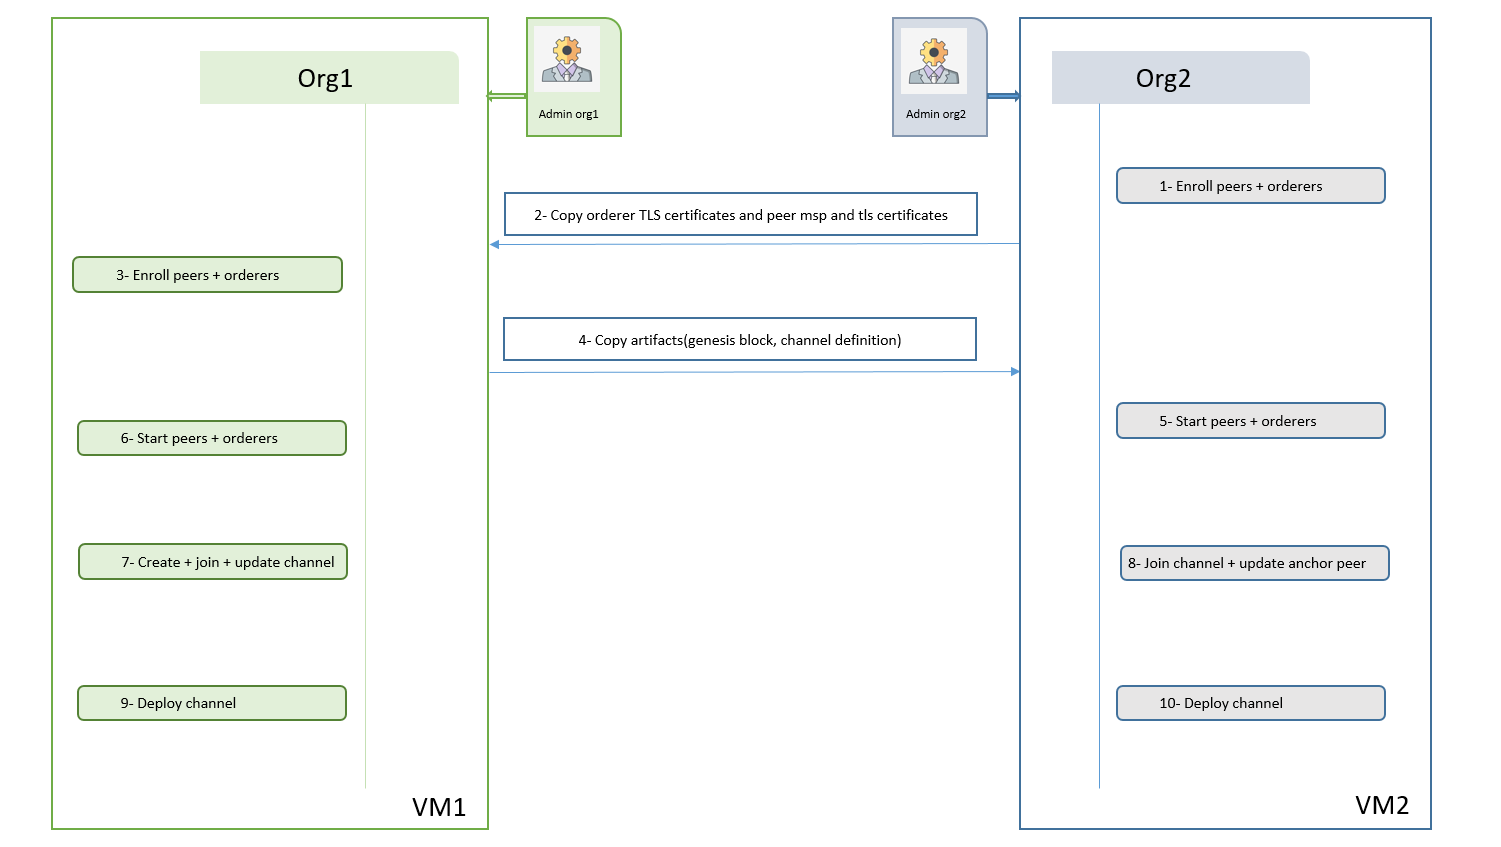 Org1
Admin org1
Admin org2
Org2
1- Enroll peers + orderers
2- Copy orderer TLS certificates and peer msp and tls certificates
3- Enroll peers + orderers
4- Copy artifacts(genesis block, channel definition)
5- Start peers + orderers
6- Start peers + orderers
7- Create + join + update channel
8- Join channel + update anchor peer
9- Deploy channel
10- Deploy channel
VM1
VM2